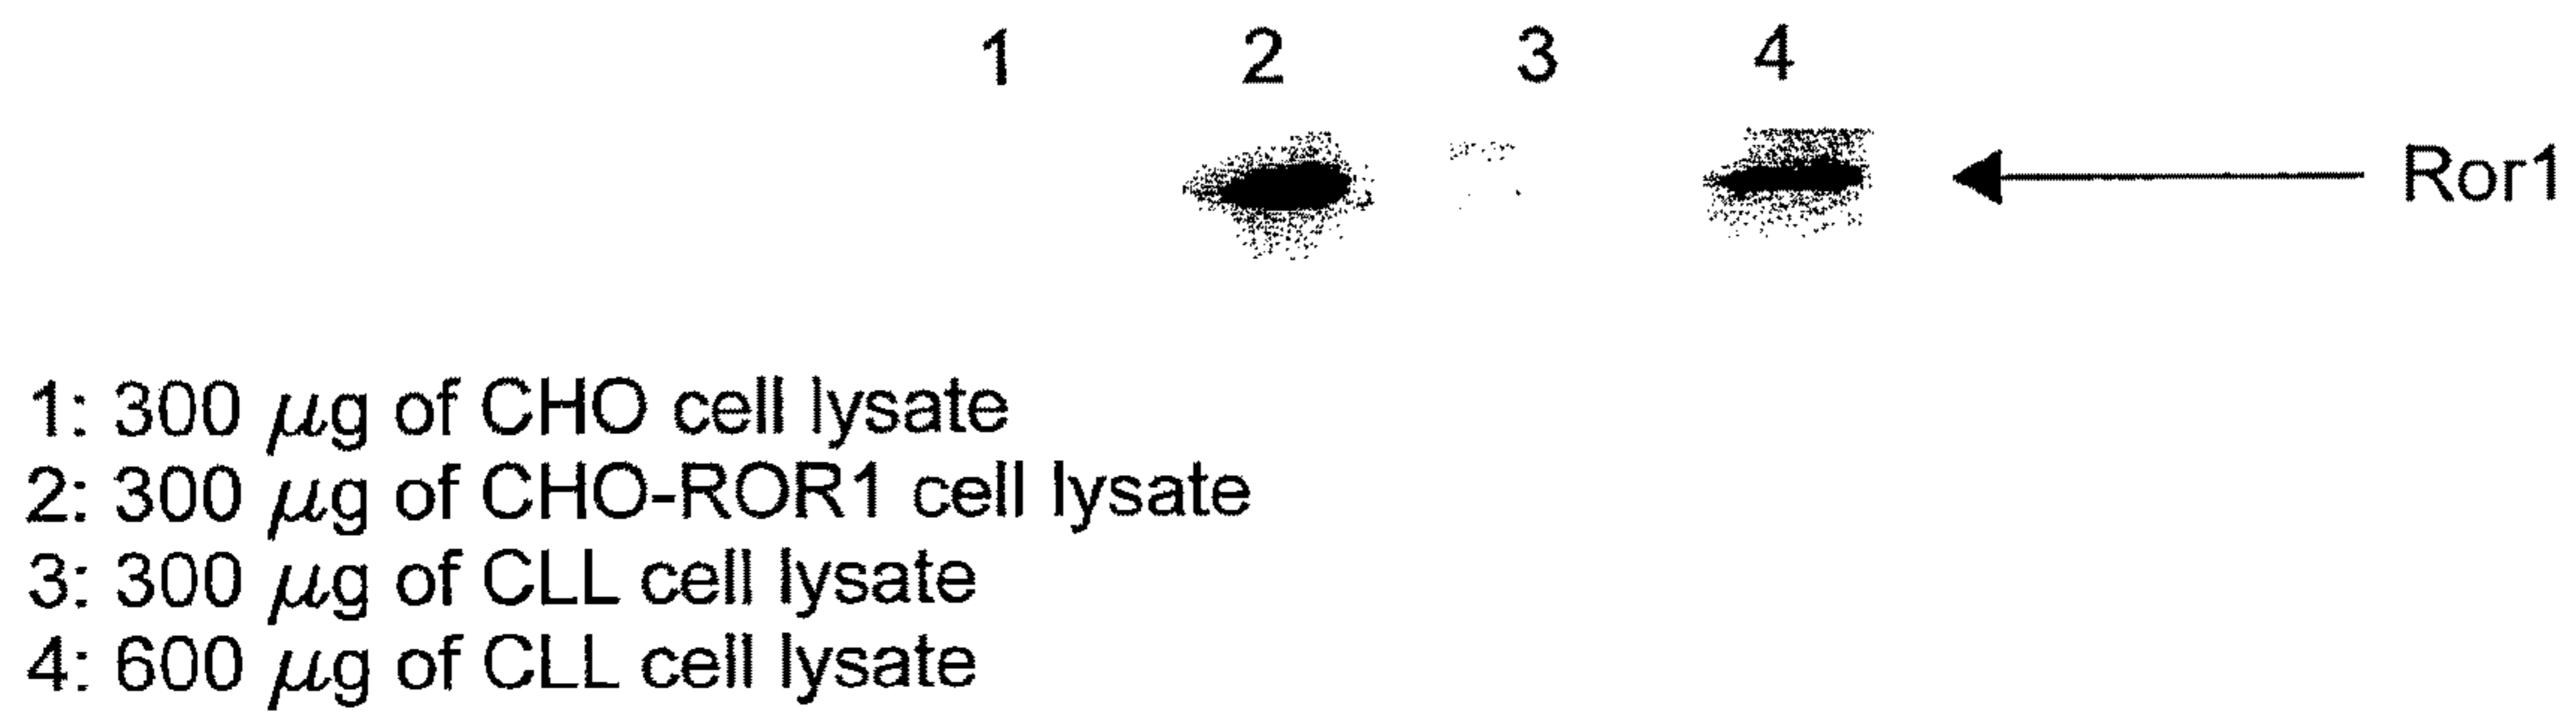 1 2 3 4
Ror1
1: 300 μg of CHO cell lysate
2: 300 μg of CHO-ROR1 cell lysate
3: 300 μg of CLL cell lysate
4: 600 μg of CLL cell lysate